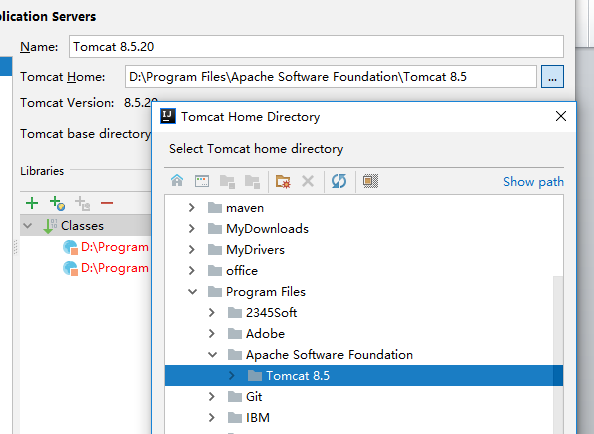 plication Servers
Name: Tomcat 8.5.20
Tomcat Home: D:\Program Files\Apache Software Foundation\Tomcat 8.5 ...
Tomcat Version: 8.5.20
Tomcat base directory
Libraries
Classes
D:\Program
D:\Program
IJ Tomcat Home Directory
Select Tomcat home directory
Show path
maven
MyDownloads
MyDrivers
office
Program Files
2345Soft
Adobe
Apache Software Foundation
Tomcat 8.5
Git
IBM